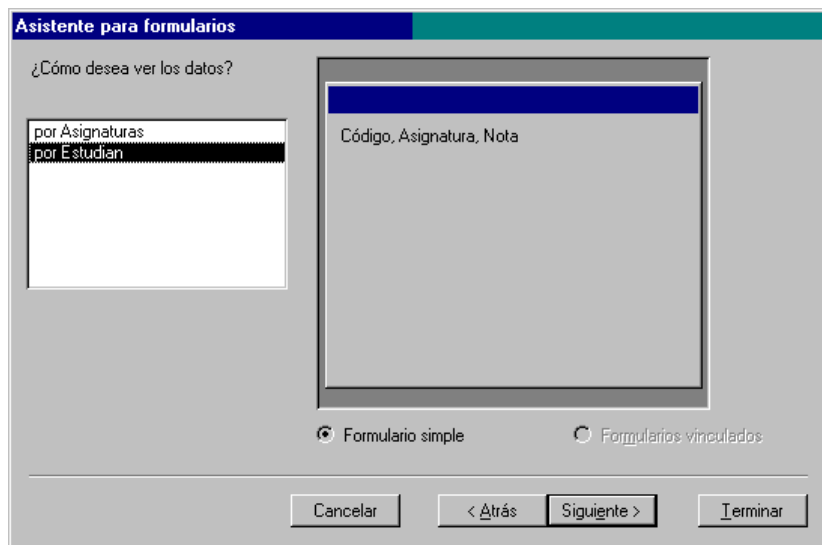 Asistente para formularios
¿Cómo desea ver los datos?
por Asignaturas
por Estudian
Código, Asignatura, Nota
Formulario simple
Formularios vinculados
Cancelar
< Atrás
Siguiente >
Terminar